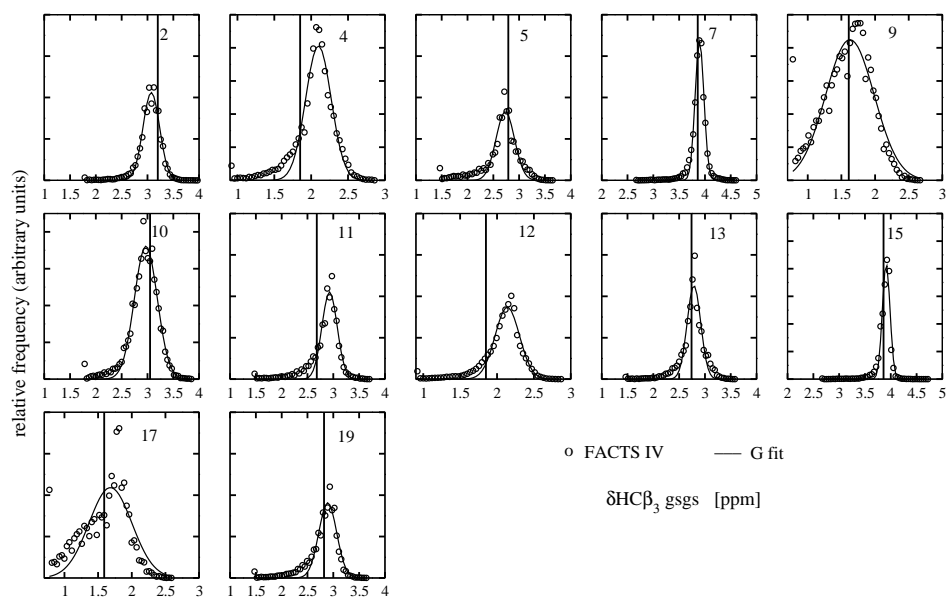 relative frequency (arbitrary units)
2
4
5
7
9
1 1.5 2 2.5 3 3.5 4
1 1.5 2 2.5 3
1 1.5 2 2.5 3 3.5 4
1.5 2 2.5 3 3.5 4 4.5 5
1 1.5 2 2.5 3
10
11
12
13
15
1 1.5 2 2.5 3 3.5 4
1 1.5 2 2.5 3 3.5 4
1 1.5 2 2.5 3
1 1.5 2 2.5 3 3.5 4
2 2.5 3 3.5 4 4.5 5
17
19
1 1.5 2 2.5 3
1 1.5 2 2.5 3 3.5 4
FACTS IV
G fit
δHCβ₃ gsgs [ppm]